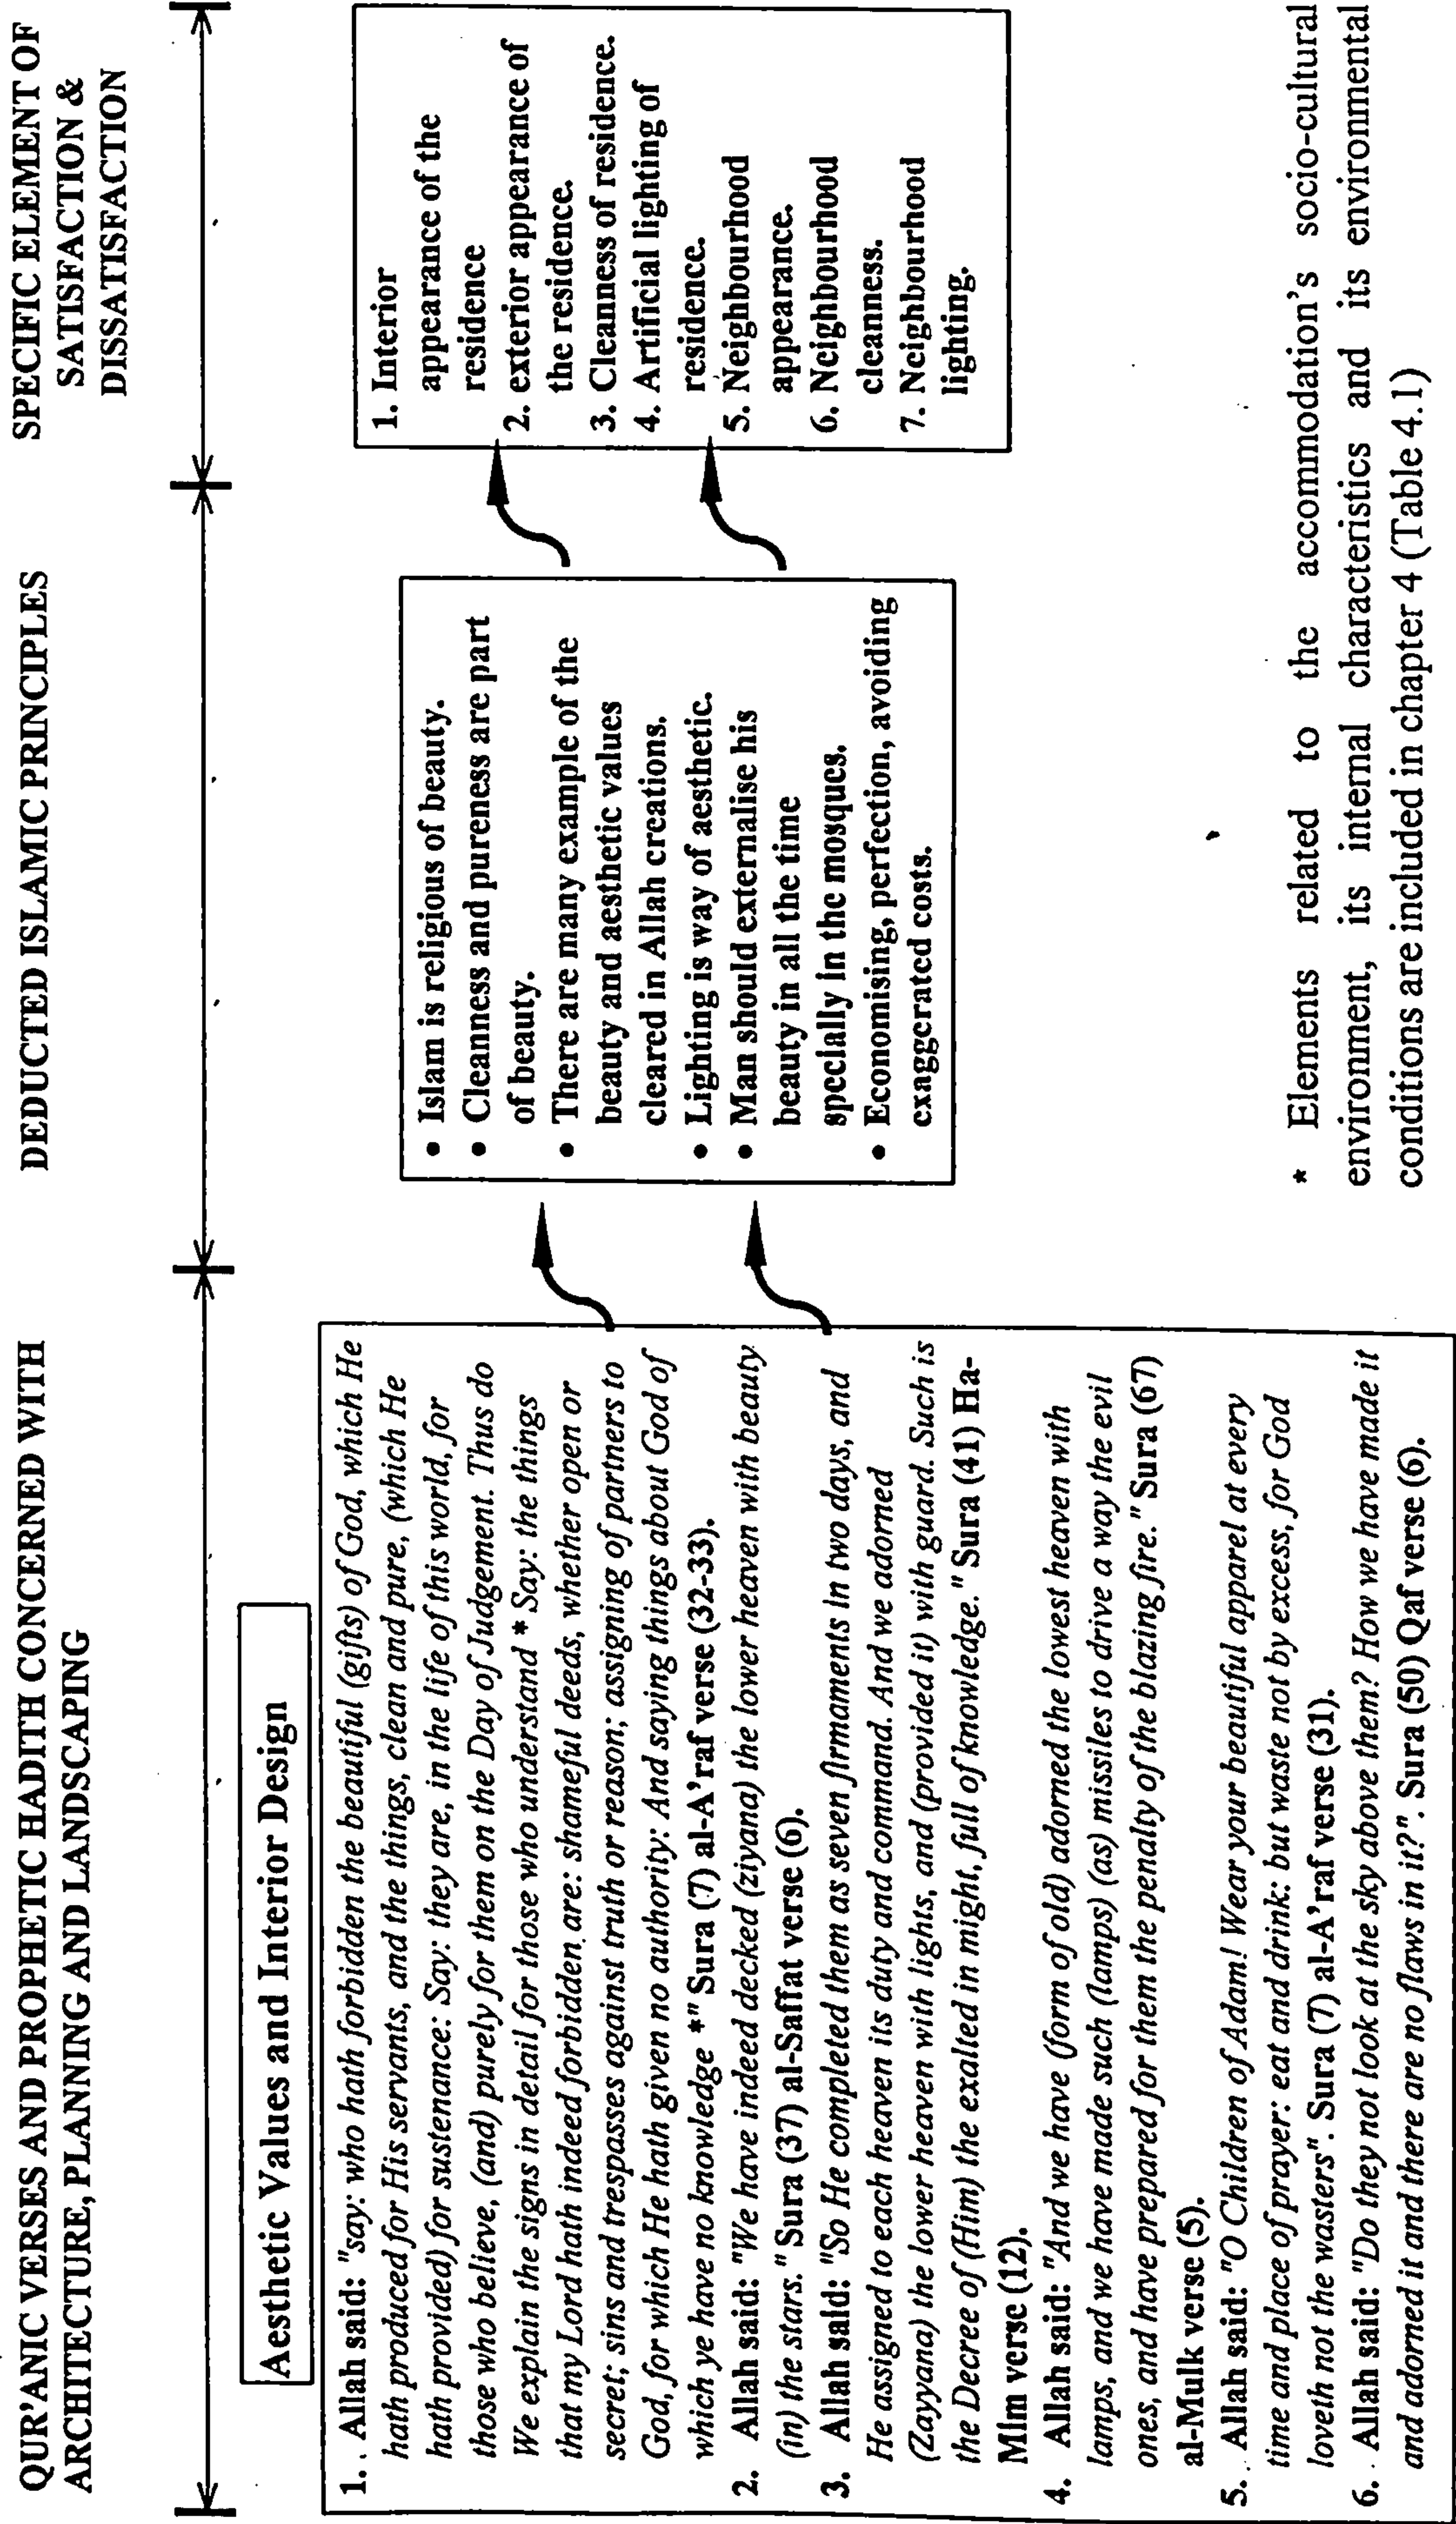 QUR'ANIC VERSES AND PROPHETIC HADITH CONCERNED WITH
ARCHITECTURE, PLANNING AND LANDSCAPING
DEDUCTED ISLAMIC PRINCIPLES
SPECIFIC ELEMENT OF
SATISFACTION &
DISSATISFACTION
Aesthetic Values and Interior Design
1. Allah said: "say: who hath forbidden the beautiful (gifts) of God, which He
hath produced for His servants, and the things, clean and pure, (which He
hath provided) for sustenance: Say: they are, in the life of this world, for
those who believe, (and) purely for them on the Day of Judgement. Thus do
We explain the signs in detail for those who understand * Say: the things
that my Lord hath indeed forbidden are: shameful deeds, whether open or
secret; sins and trespasses against truth or reason; assigning of partners to
God, for which He hath given no authority: And saying things about God of
which ye have no knowledge *" Sura (7) al-A'raf verse (32-33).
2. Allah said: "We have indeed decked (ziyana) the lower heaven with beauty
(in) the stars." Sura (37) al-Saffat verse (6).
3. Allah said: "So He completed them as seven firmaments in two days, and
He assigned to each heaven its duty and command. And we adorned
(Zayyana) the lower heaven with lights, and (provided it) with guard. Such is
the Decree of (Him) the exalted in might, full of knowledge." Sura (41) Ha-
Mim verse (12).
4. Allah said: "And we have (form of old) adorned the lowest heaven with
lamps, and we have made such (lamps) (as) missiles to drive a way the evil
ones, and have prepared for them the penalty of the blazing fire." Sura (67)
al-Mulk verse (5).
5. Allah said: "O Children of Adam! Wear your beautiful apparel at every
time and place of prayer: eat and drink: but waste not by excess, for God
loveth not the wasters". Sura (7) al-A'raf verse (31).
6. Allah said: "Do they not look at the sky above them? How we have made it
and adorned it and there are no flaws in it?". Sura (50) Qaf verse (6).
• Islam is religious of beauty.
• Cleanness and pureness are part
of beauty.
• There are many example of the
beauty and aesthetic values
cleared in Allah creations.
• Lighting is way of aesthetic.
• Man should externalise his
beauty in all the time
specially in the mosques.
• Economising, perfection, avoiding
exaggerated costs.
1. Interior
appearance of the
residence
2. exterior appearance of
the residence.
3. Cleanness of residence.
4. Artificial lighting of
residence.
5. Neighbourhood
appearance.
6. Neighbourhood
cleanness.
7. Neighbourhood
lighting.
* Elements related to the accommodation's socio-cultural
environment, its internal characteristics and its environmental
conditions are included in chapter 4 (Table 4.1)